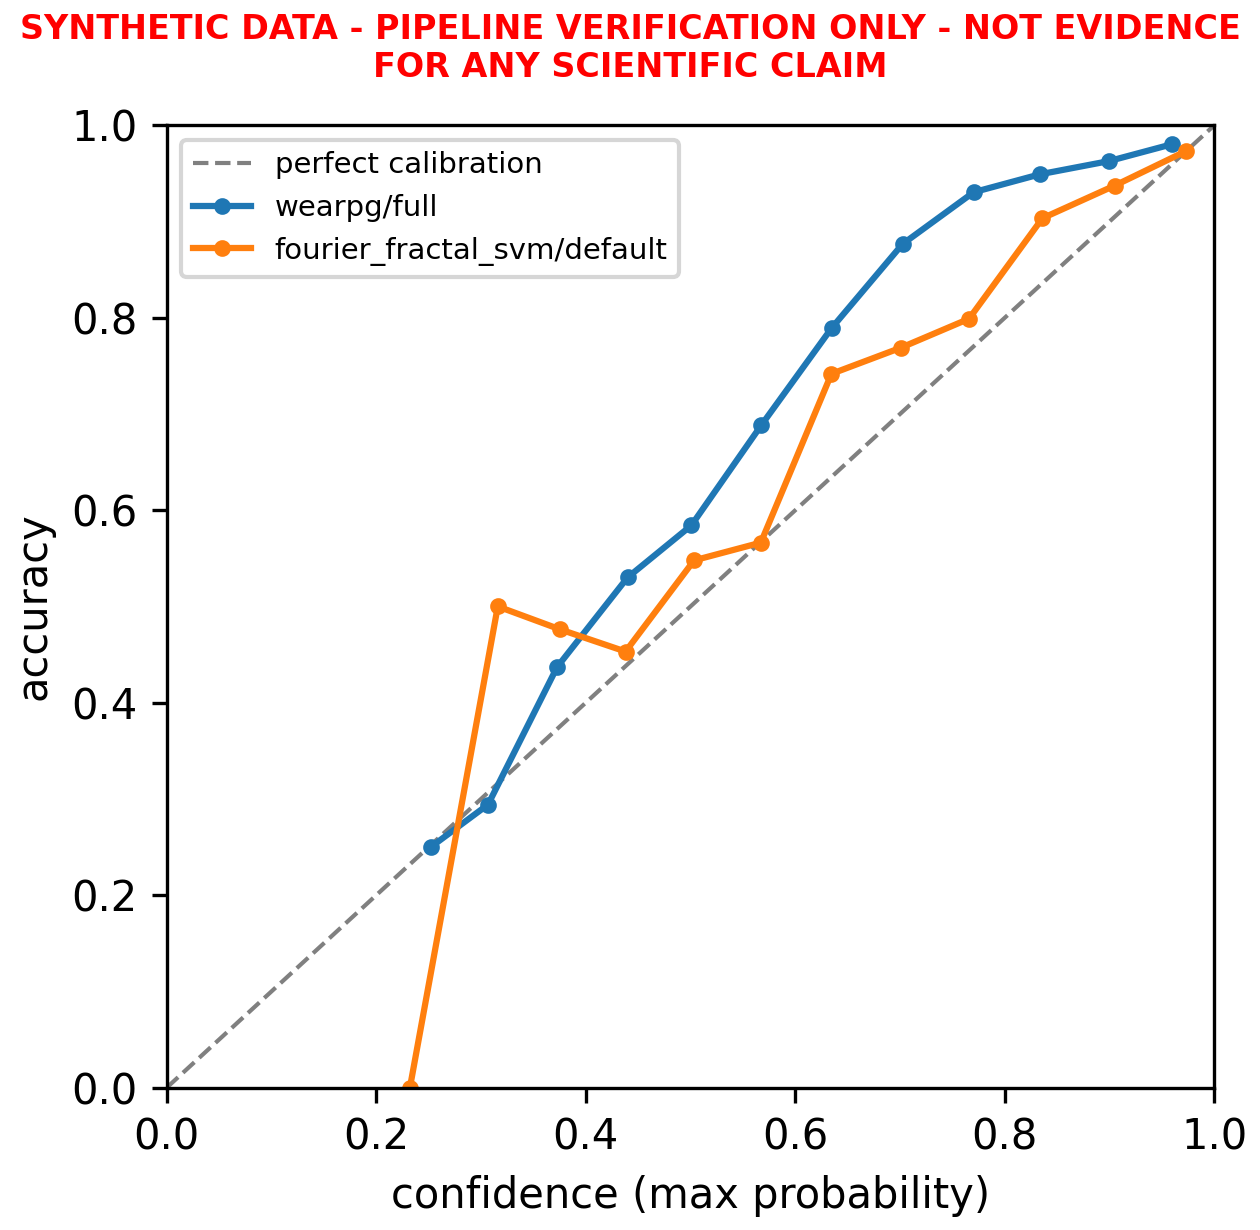 SYNTHETIC DATA - PIPELINE VERIFICATION ONLY - NOT EVIDENCE
FOR ANY SCIENTIFIC CLAIM
1.0
0.8
0.6
0.4
0.2
0.0
accuracy
perfect calibration
wearpg/full
fourier_fractal_svm/default
0.0
0.2
0.4
0.6
0.8
1.0
confidence (max probability)